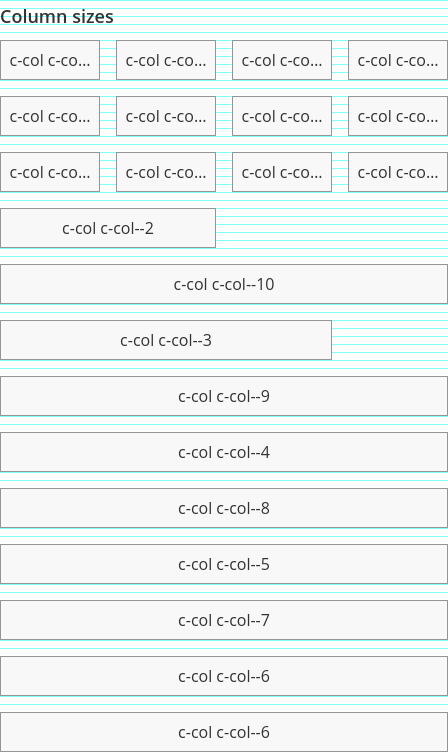 Column sizes
c-col c-co... c-col c-co... c-col c-co... c-col c-co...
c-col c-co... c-col c-co... c-col c-co... c-col c-co...
c-col c-co... c-col c-co... c-col c-co... c-col c-co...
c-col c-col--2
c-col c-col--10
c-col c-col--3
c-col c-col--9
c-col c-col--4
c-col c-col--8
c-col c-col--5
c-col c-col--7
c-col c-col--6
c-col c-col--6